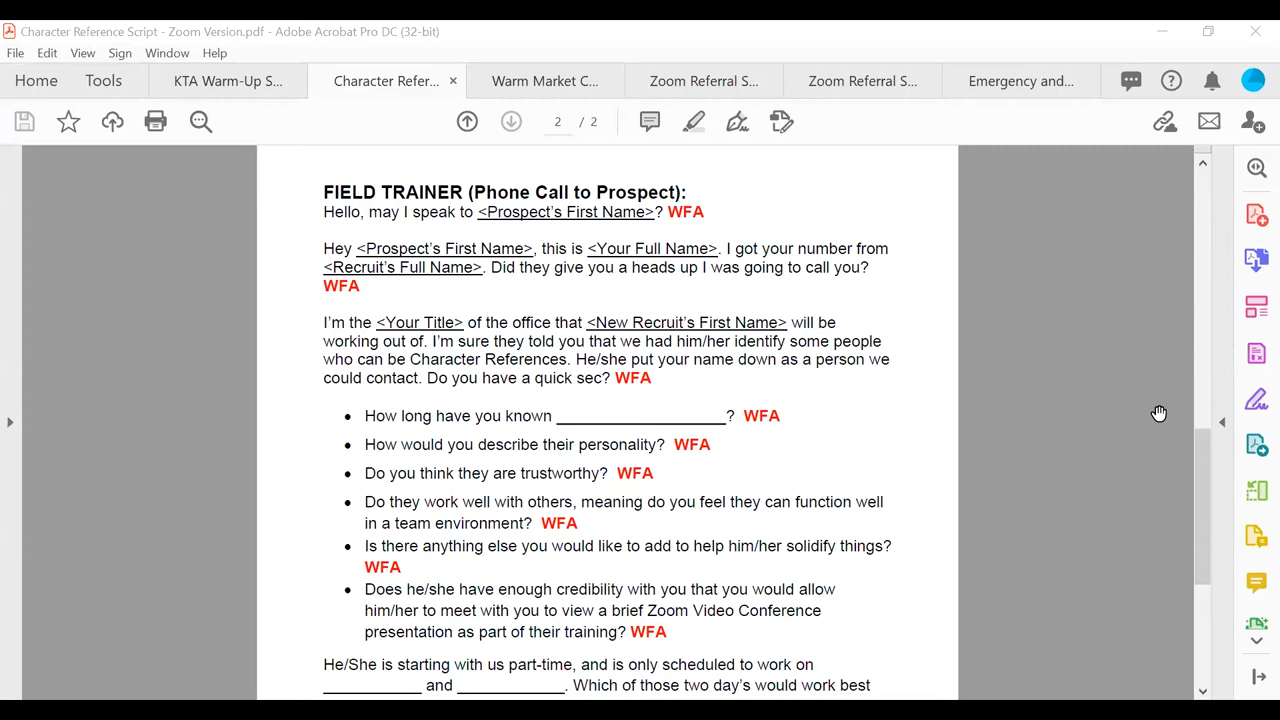 Character Reference Script - Zoom Version.pdf - Adobe Acrobat Pro DC (32-bit)
File Edit View Sign Window Help
Home Tools KTA Warm-Up S... Character Refer... × Warm Market C... Zoom Referral S... Zoom Referral S... Emergency and...
2 / 2
FIELD TRAINER (Phone Call to Prospect):
Hello, may I speak to <Prospect's First Name>? WFA
Hey <Prospect's First Name>, this is <Your Full Name>. I got your number from
<Recruit's Full Name>. Did they give you a heads up I was going to call you?
WFA
I'm the <Your Title> of the office that <New Recruit's First Name> will be
working out of. I'm sure they told you that we had him/her identify some people
who can be Character References. He/she put your name down as a person we
could contact. Do you have a quick sec? WFA
• How long have you known ____________________? WFA
• How would you describe their personality? WFA
• Do you think they are trustworthy? WFA
• Do they work well with others, meaning do you feel they can function well
in a team environment? WFA
• Is there anything else you would like to add to help him/her solidify things?
WFA
• Does he/she have enough credibility with you that you would allow
him/her to meet with you to view a brief Zoom Video Conference
presentation as part of their training? WFA
He/She is starting with us part-time, and is only scheduled to work on
___________ and ____________. Which of those two day's would work best